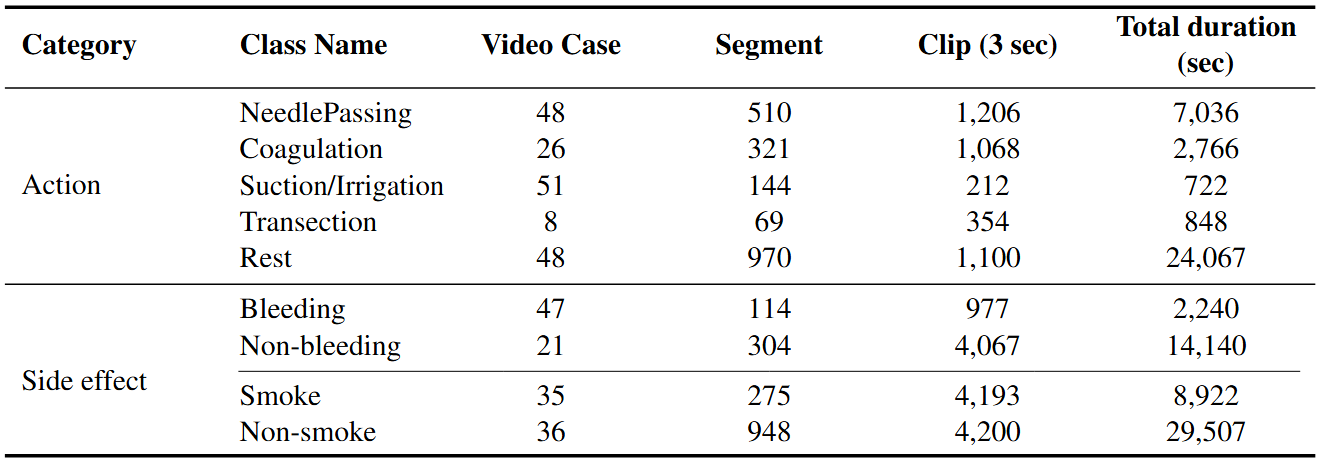 Category Class Name Video Case Segment Clip (3 sec) Total duration (sec)
Action
NeedlePassing 48 510 1,206 7,036
Coagulation 26 321 1,068 2,766
Suction/Irrigation 51 144 212 722
Transection 8 69 354 848
Rest 48 970 1,100 24,067
Side effect
Bleeding 47 114 977 2,240
Non-bleeding 21 304 4,067 14,140
Smoke 35 275 4,193 8,922
Non-smoke 36 948 4,200 29,507